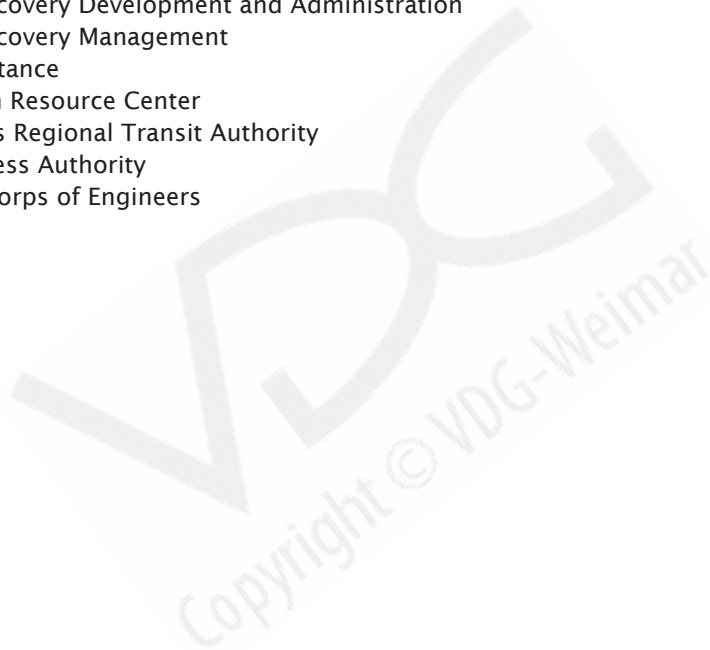 covery Development and Administration
covery Management
tance
n Resource Center
s Regional Transit Authority
ess Authority
orps of Engineers
VDG
Copyright © VDG-Weimar